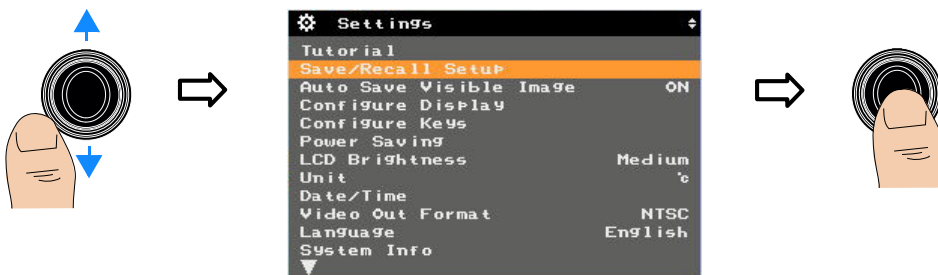 Settings
Tutorial
Save/Recall Setup
Auto Save Visible Image ON
Configure Display
Configure Keys
Power Saving
LCD Brightness Medium
Unit °c
Date/Time
Video Out Format NTSC
Language English
System Info